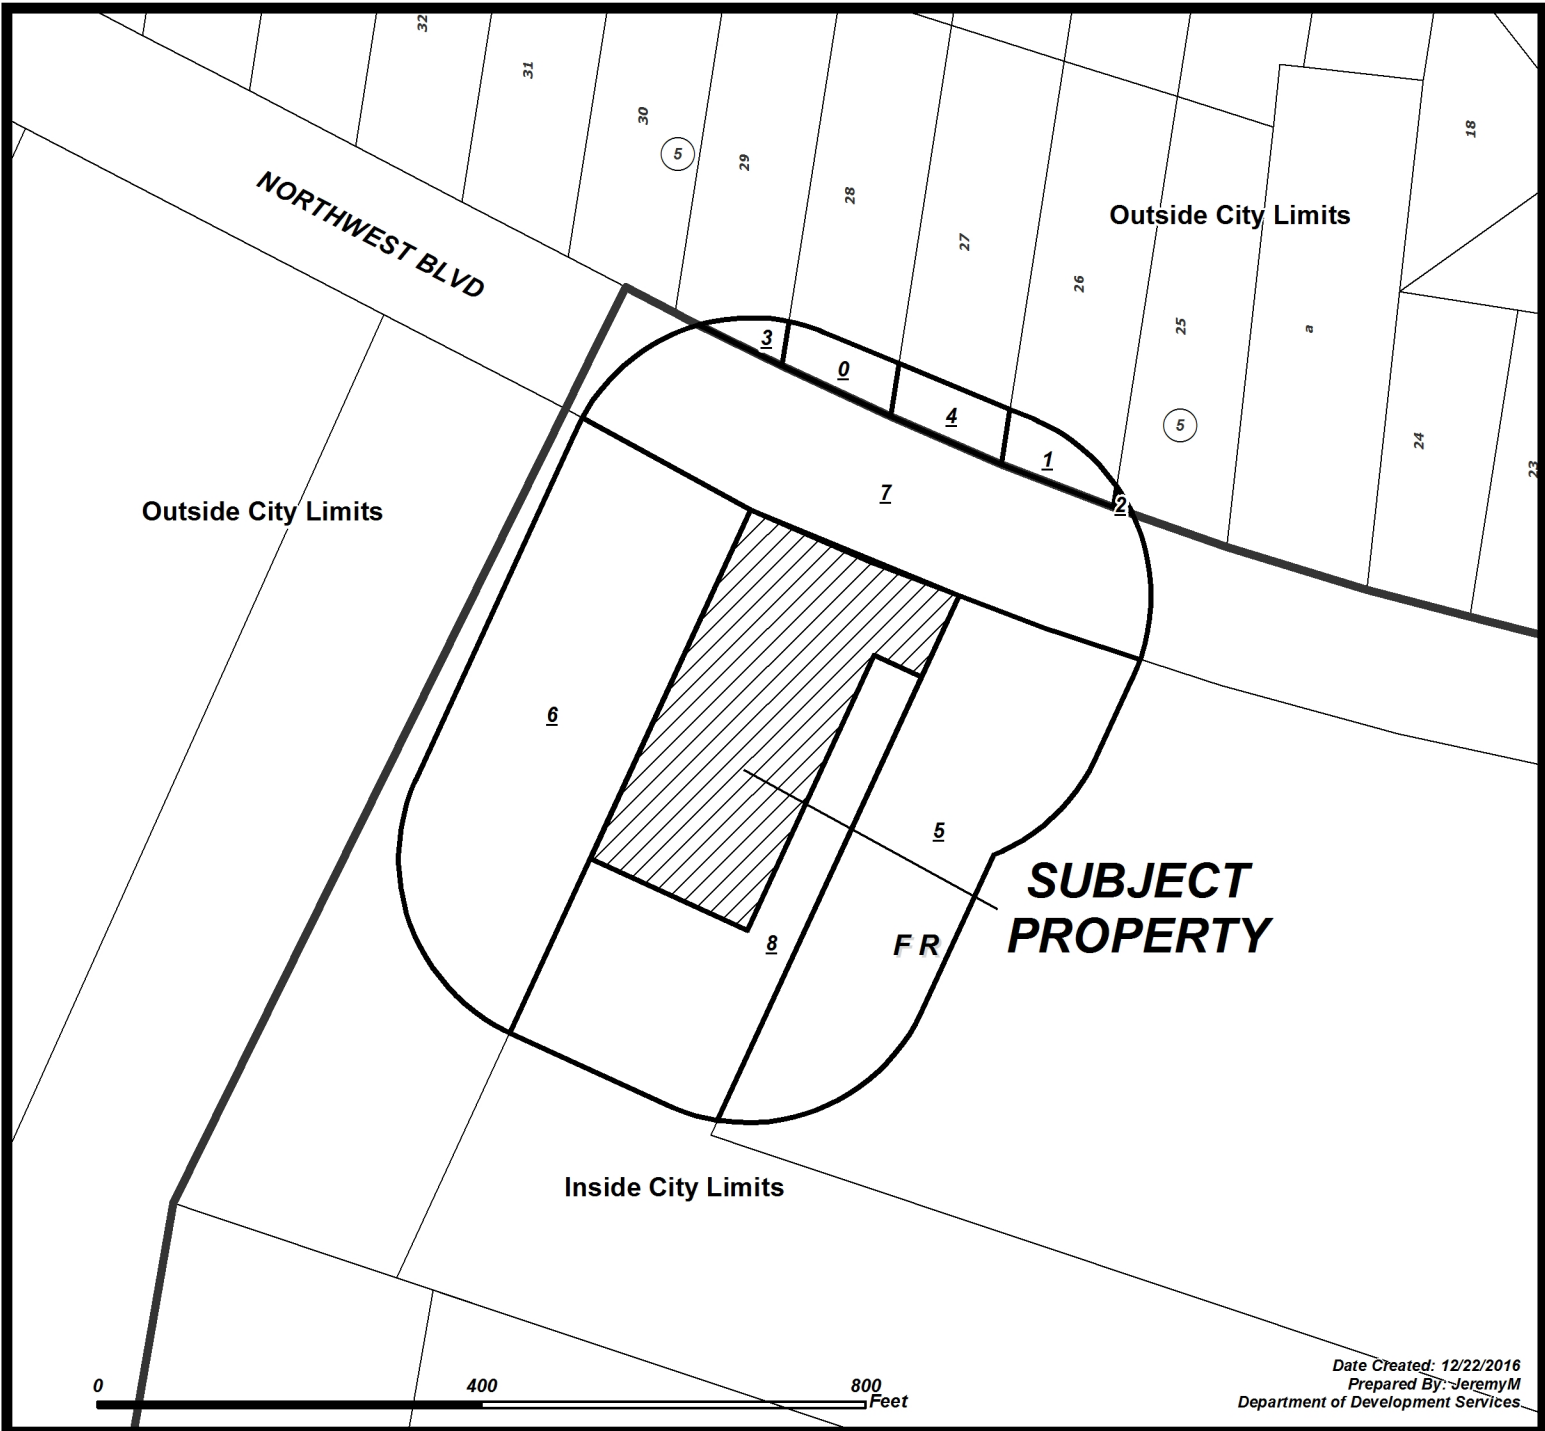 32
31
30
5
29
28
27
26
25
a
18
24
23
Outside City Limits
NORTHWEST BLVD
3
0
4
1
2
5
7
Outside City Limits
6
5
8
F R
SUBJECT
PROPERTY
Inside City Limits
0 400 800
Feet
Date Created: 12/22/2016
Prepared By: JeremyM
Department of Development Services